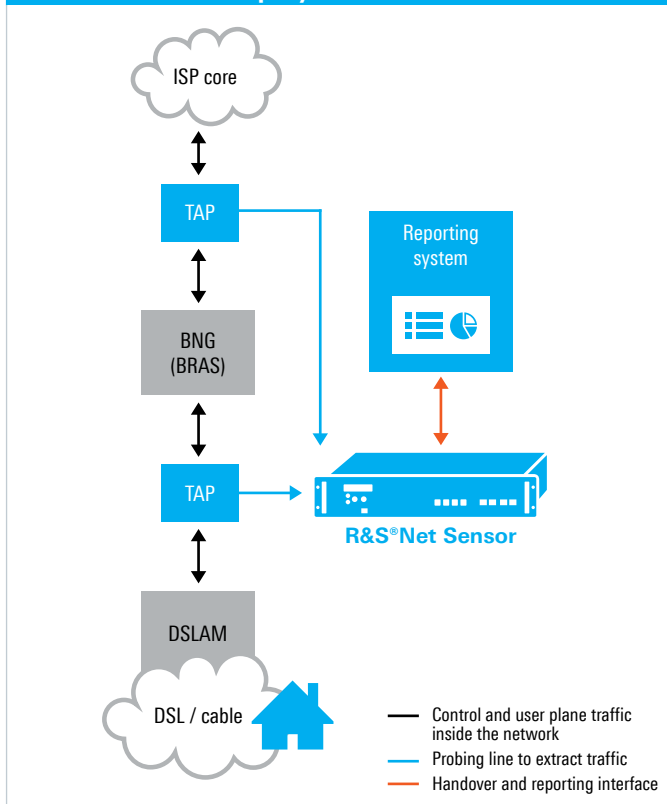 ISP core
TAP
Reporting
system
BNG
(BRAS)
TAP
R&S®Net Sensor
DSLAM
DSL / cable
Control and user plane traffic
inside the network
Probing line to extract traffic
Handover and reporting interface